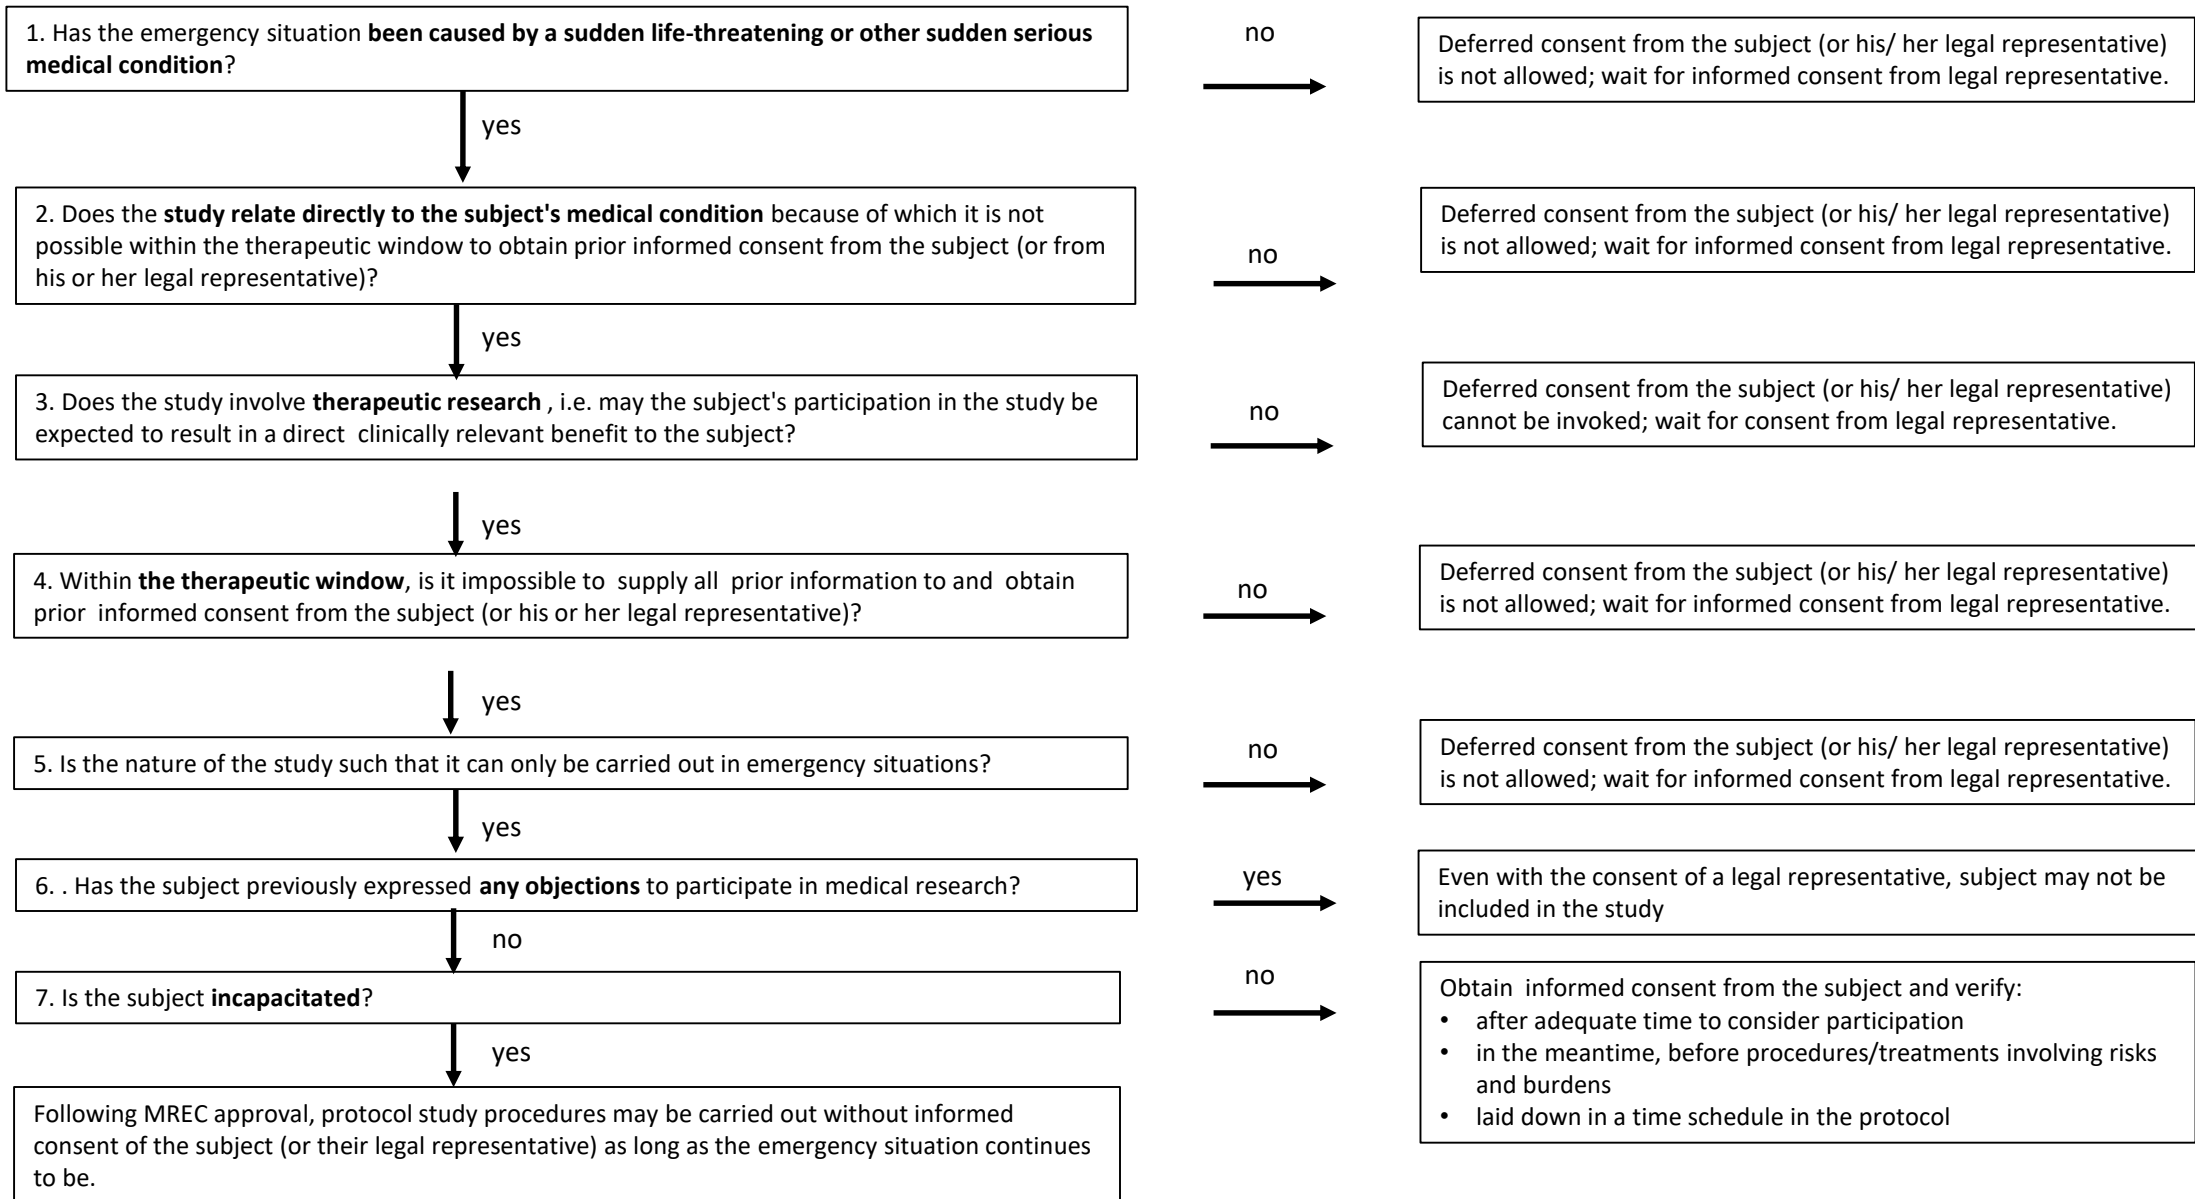 1. Has the emergency situation been caused by a sudden life-threatening or other sudden serious
medical condition?
no
Deferred consent from the subject (or his/ her legal representative)
is not allowed; wait for informed consent from legal representative.
yes
2. Does the study relate directly to the subject's medical condition because of which it is not
possible within the therapeutic window to obtain prior informed consent from the subject (or from
his or her legal representative)?
no
Deferred consent from the subject (or his/ her legal representative)
is not allowed; wait for informed consent from legal representative.
yes
3. Does the study involve therapeutic research , i.e. may the subject's participation in the study be
expected to result in a direct clinically relevant benefit to the subject?
no
Deferred consent from the subject (or his/ her legal representative)
cannot be invoked; wait for consent from legal representative.
yes
4. Within the therapeutic window, is it impossible to supply all prior information to and obtain
prior informed consent from the subject (or his or her legal representative)?
no
Deferred consent from the subject (or his/ her legal representative)
is not allowed; wait for informed consent from legal representative.
yes
5. Is the nature of the study such that it can only be carried out in emergency situations?
no
Deferred consent from the subject (or his/ her legal representative)
is not allowed; wait for informed consent from legal representative.
yes
6. . Has the subject previously expressed any objections to participate in medical research?
yes
Even with the consent of a legal representative, subject may not be
included in the study
no
7. Is the subject incapacitated?
no
Obtain informed consent from the subject and verify:
• after adequate time to consider participation
• in the meantime, before procedures/treatments involving risks
and burdens
• laid down in a time schedule in the protocol
yes
Following MREC approval, protocol study procedures may be carried out without informed
consent of the subject (or their legal representative) as long as the emergency situation continues
to be.